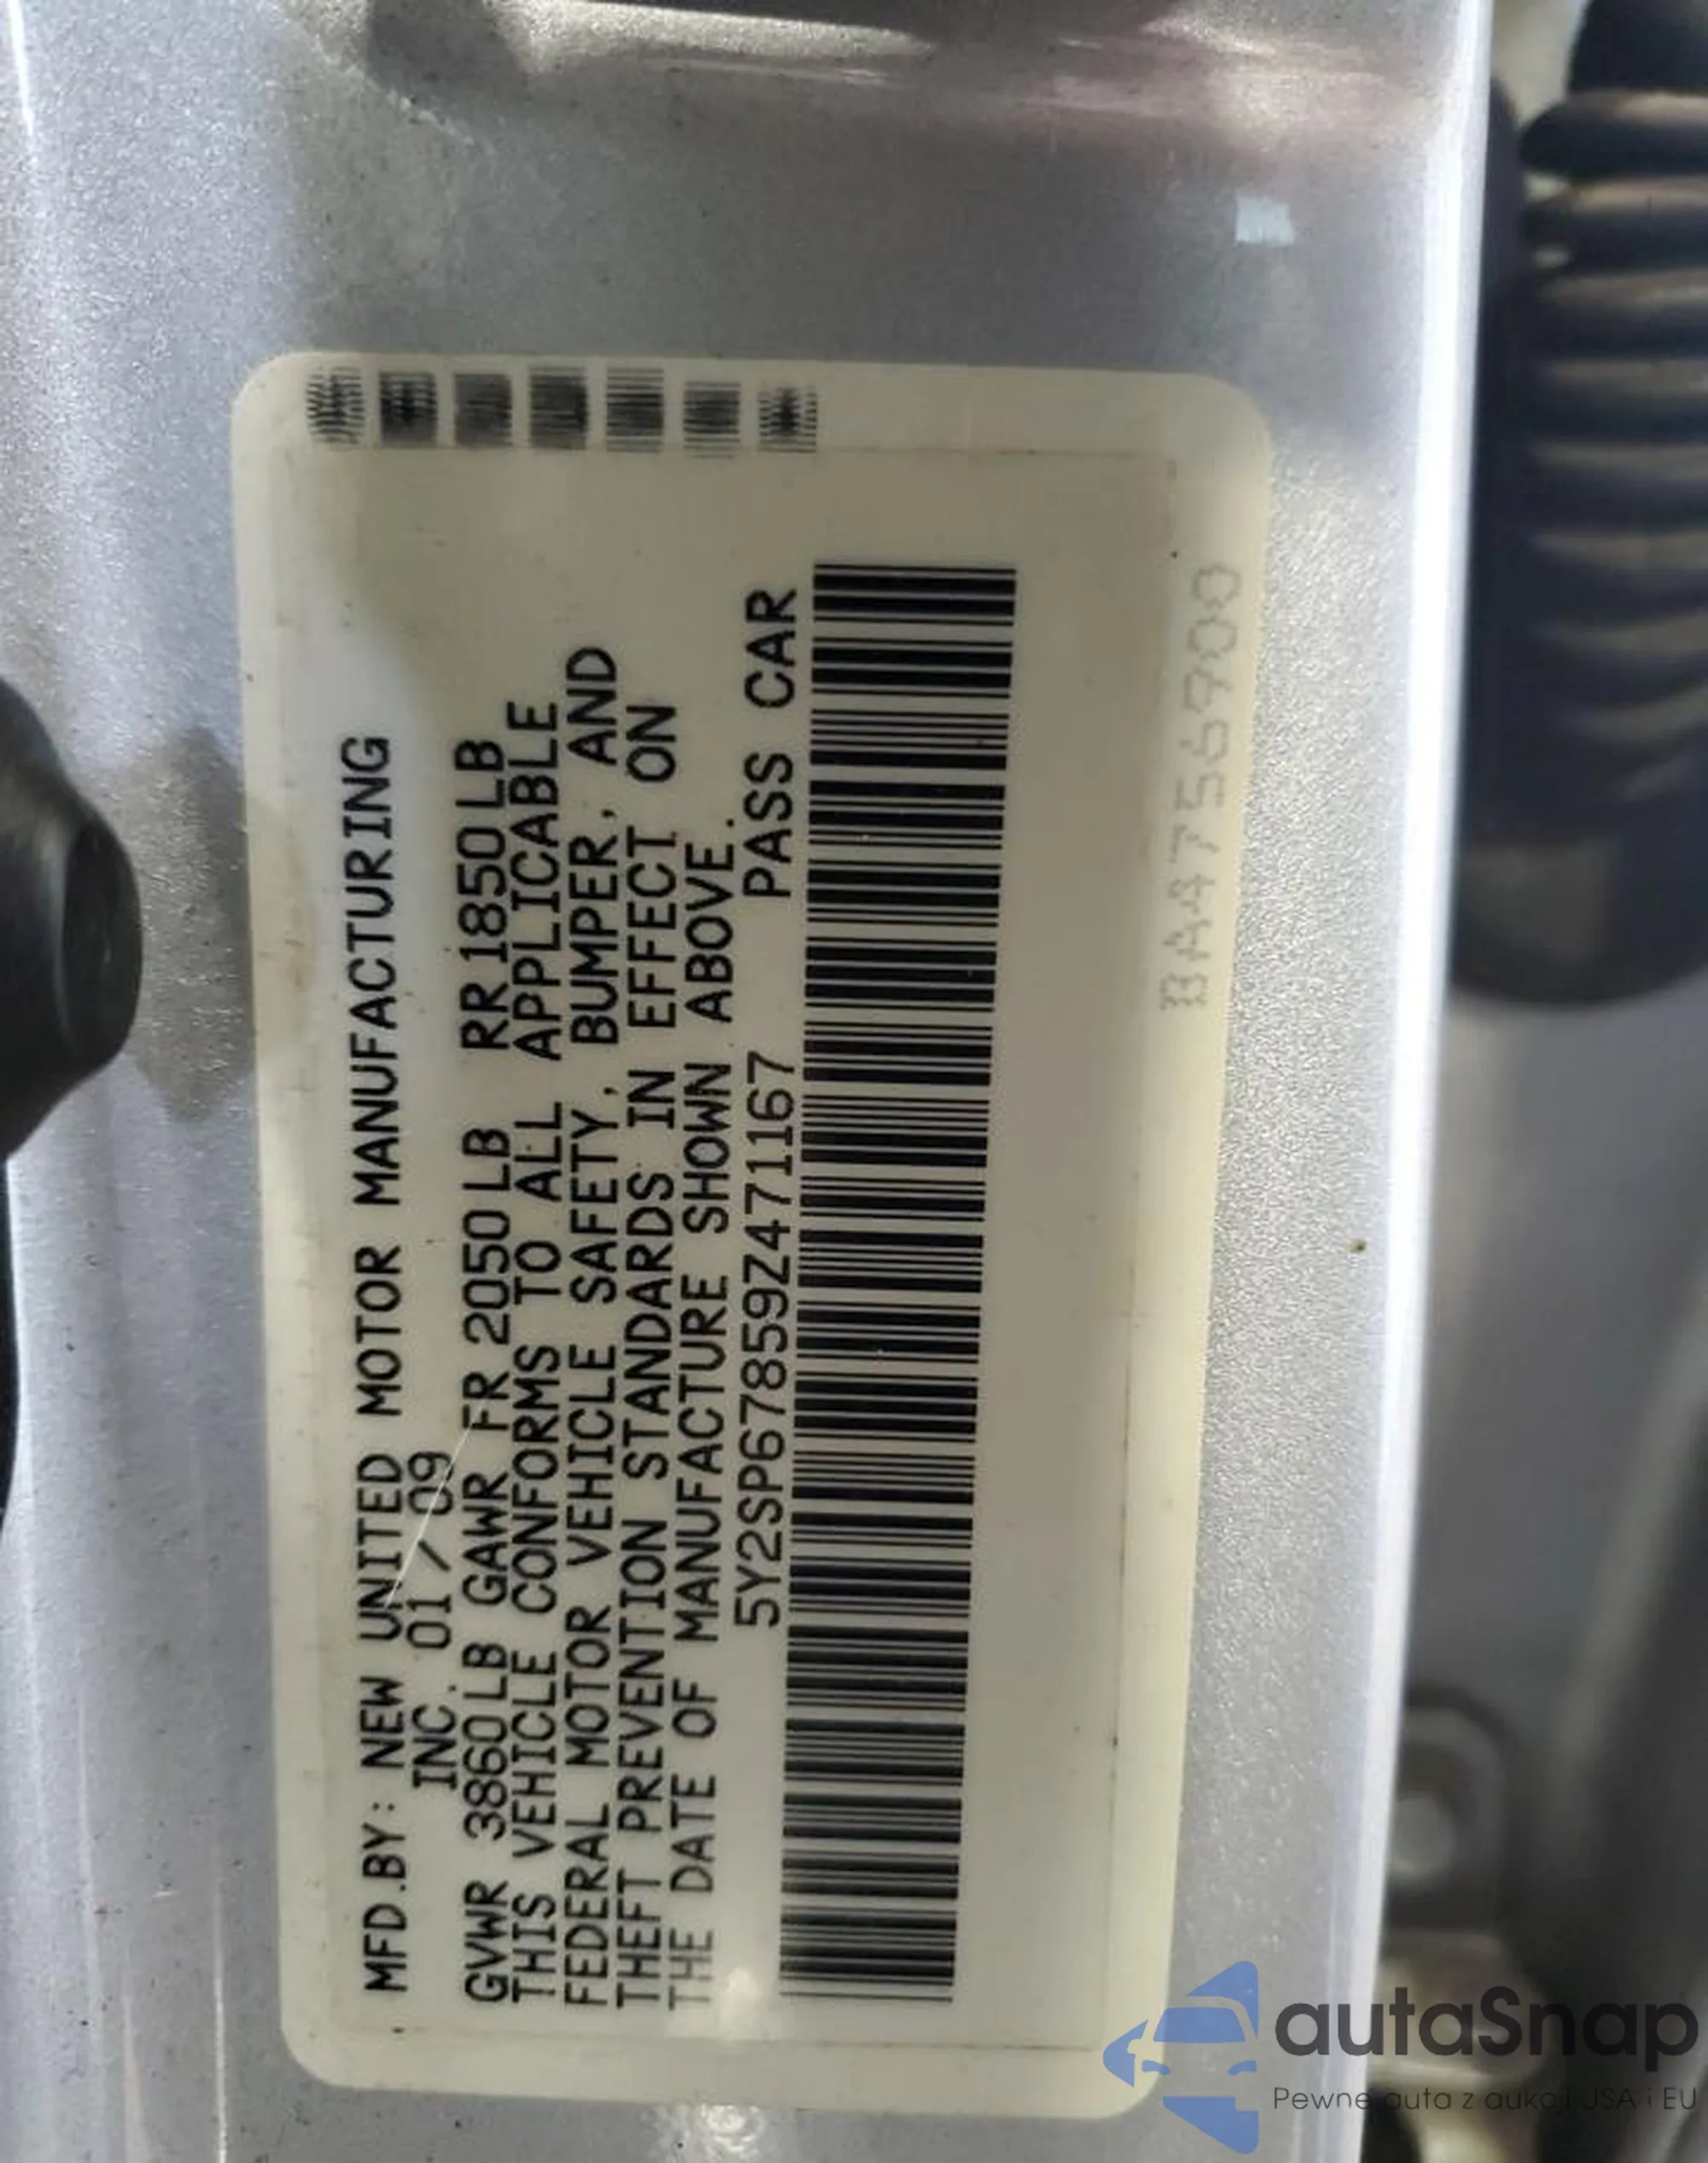 MFD.BY: NEW UNITED MOTOR MANUFACTURING
INC. 01/09
GVWR 3860LB GAWR FR 2050LB RR 1850LB
THIS VEHICLE CONFORMS TO ALL APPLICABLE
FEDERAL MOTOR VEHICLE SAFETY, BUMPER, AND
THEFT PREVENTION STANDARDS IN EFFECT ON
THE DATE OF MANUFACTURE SHOWN ABOVE.
5Y2SP67859Z471167 PASS CAR
BA4756700
autaSnap
Pewne auta z aukcji USA i EU